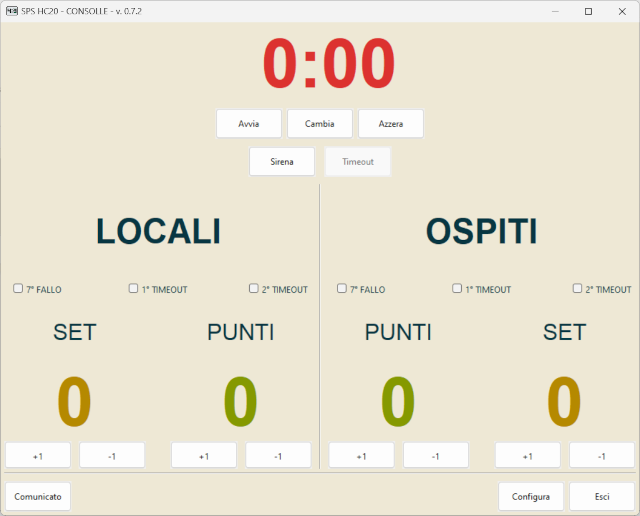 SPS HC20 - CONSOLLE - v. 0.7.2
0:00
Avvia Cambia Azzera
Sirena Timeout
LOCALI OSPITI
7° FALLO 1° TIMEOUT 2° TIMEOUT 7° FALLO 1° TIMEOUT 2° TIMEOUT
SET PUNTI PUNTI SET
0 0 0 0
+1 -1 +1 -1 +1 -1 +1 -1
Comunicato Configura Esci